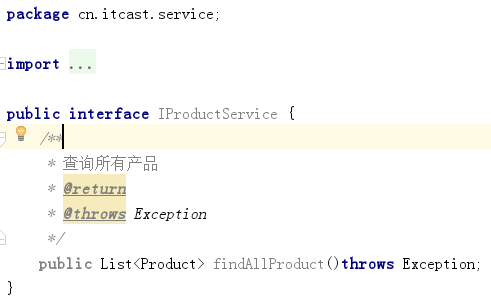 package cn.itcast.service;
import ...
public interface IProductService {
/**
* 查询所有产品
* @return
* @throws Exception
*/
public List<Product> findAllProduct()throws Exception;
}